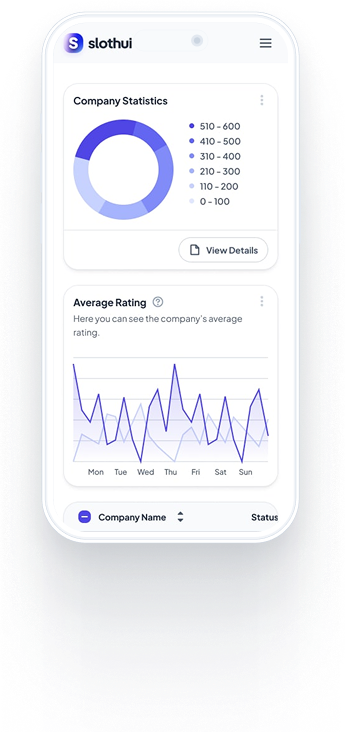 S slothui
Company Statistics
510 - 600
410 - 500
310 - 400
210 - 300
110 - 200
0 - 100
View Details
Average Rating
Here you can see the company's average
rating.
Mon Tue Wed Thu Fri Sat Sun
Company Name Status